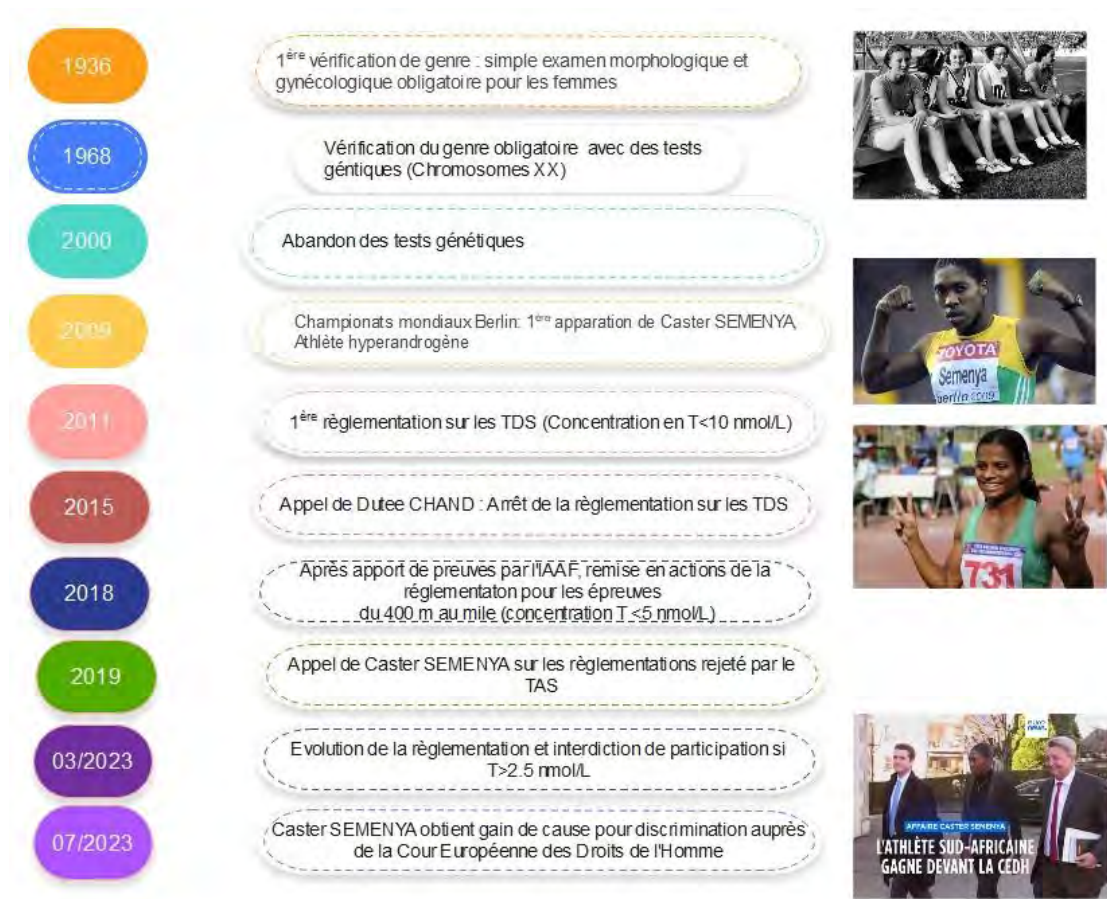 1936
1ère vérification de genre : simple examen morphologique et
gynécologique obligatoire pour les femmes
1968
Vérification du genre obligatoire avec des tests
géntiques (Chromosomes XX)
2000
Abandon des tests génétiques
2009
Championats mondiaux Berlin: 1ère apparation de Caster SEMENYA,
Athlète hyperandrogène
TOYOTA
Semenya
berlin 2009
2011
1ère règlementation sur les TDS (Concentration en T<10 nmol/L)
2015
Appel de Dutee CHAND : Arrêt de la règlementation sur les TDS
731
2018
Après apport de preuves par l'IAAF, remise en actions de la
réglementaton pour les épreuves
du 400 m au mile (concentration T <5 nmol/L)
2019
Appel de Caster SEMENYA sur les règlementations rejeté par le
TAS
03/2023
Evolution de la règlementation et interdiction de participation si
T>2.5 nmol/L
07/2023
Caster SEMENYA obtient gain de cause pour discrimination auprès
de la Cour Européenne des Droits de l'Homme
euro
news.
AFFAIRE CASTER SEMENYA
L'ATHLÈTE SUD-AFRICAINE
GAGNE DEVANT LA CEDH